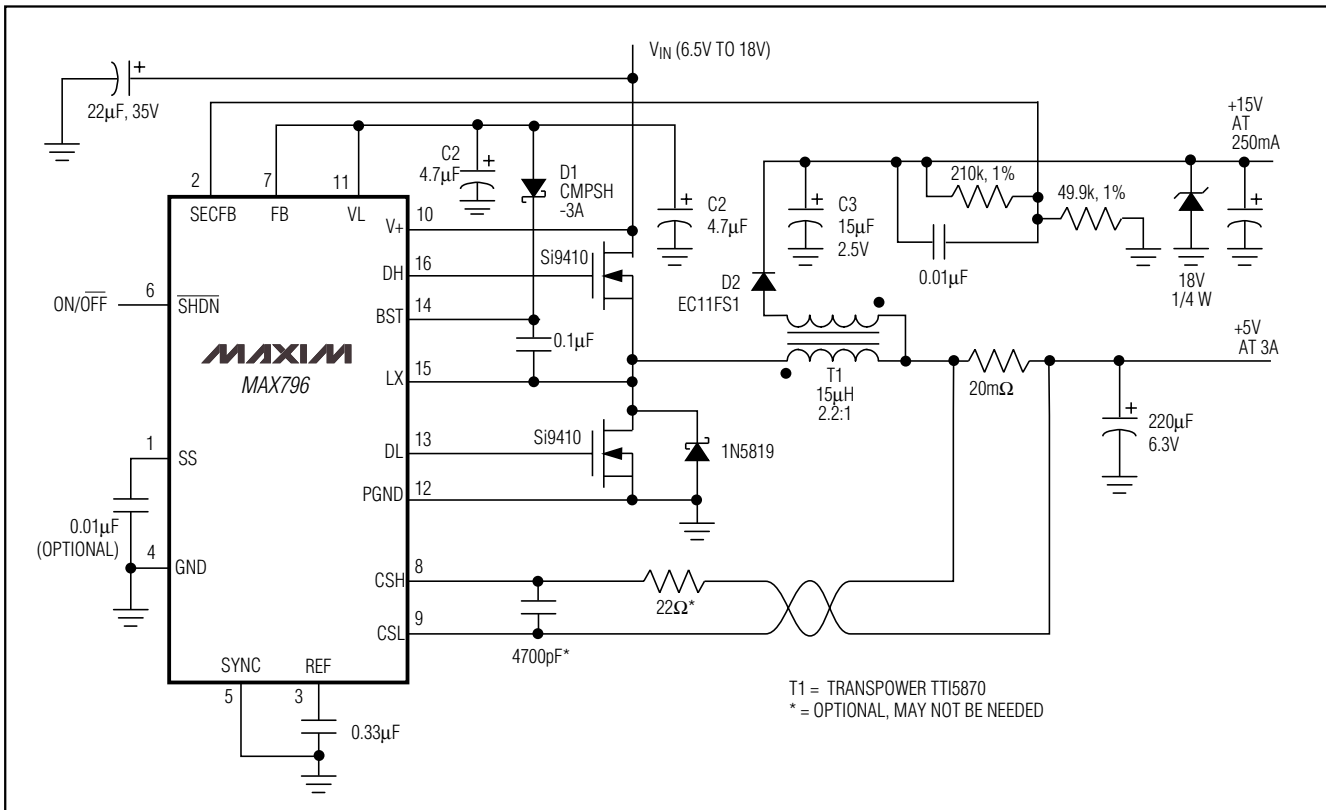 VIN (6.5V TO 18V)
22µF, 35V
+15V
AT
250mA
C2
4.7µF
D1
CMPSH
-3A
C2
4.7µF
C3
15µF
2.5V
210k, 1%
49.9k, 1%
0.01µF
18V
1/4 W
2
7
11
SECFB
FB
VL
V+
10
DH
16
Si9410
D2
EC11FS1
ON/OFF
6
SHDN
BST
14
0.1µF
MAXIM
MAX796
LX
15
T1
15µH
2.2:1
20mΩ
+5V
AT 3A
220µF
6.3V
1
SS
DL
13
Si9410
1N5819
PGND
12
0.01µF
(OPTIONAL)
4
GND
CSH
8
22Ω*
CSL
9
4700pF*
SYNC
REF
5
3
0.33µF
T1 = TRANSPOWER TTI5870
* = OPTIONAL, MAY NOT BE NEEDED
+
+
+
+
+
+